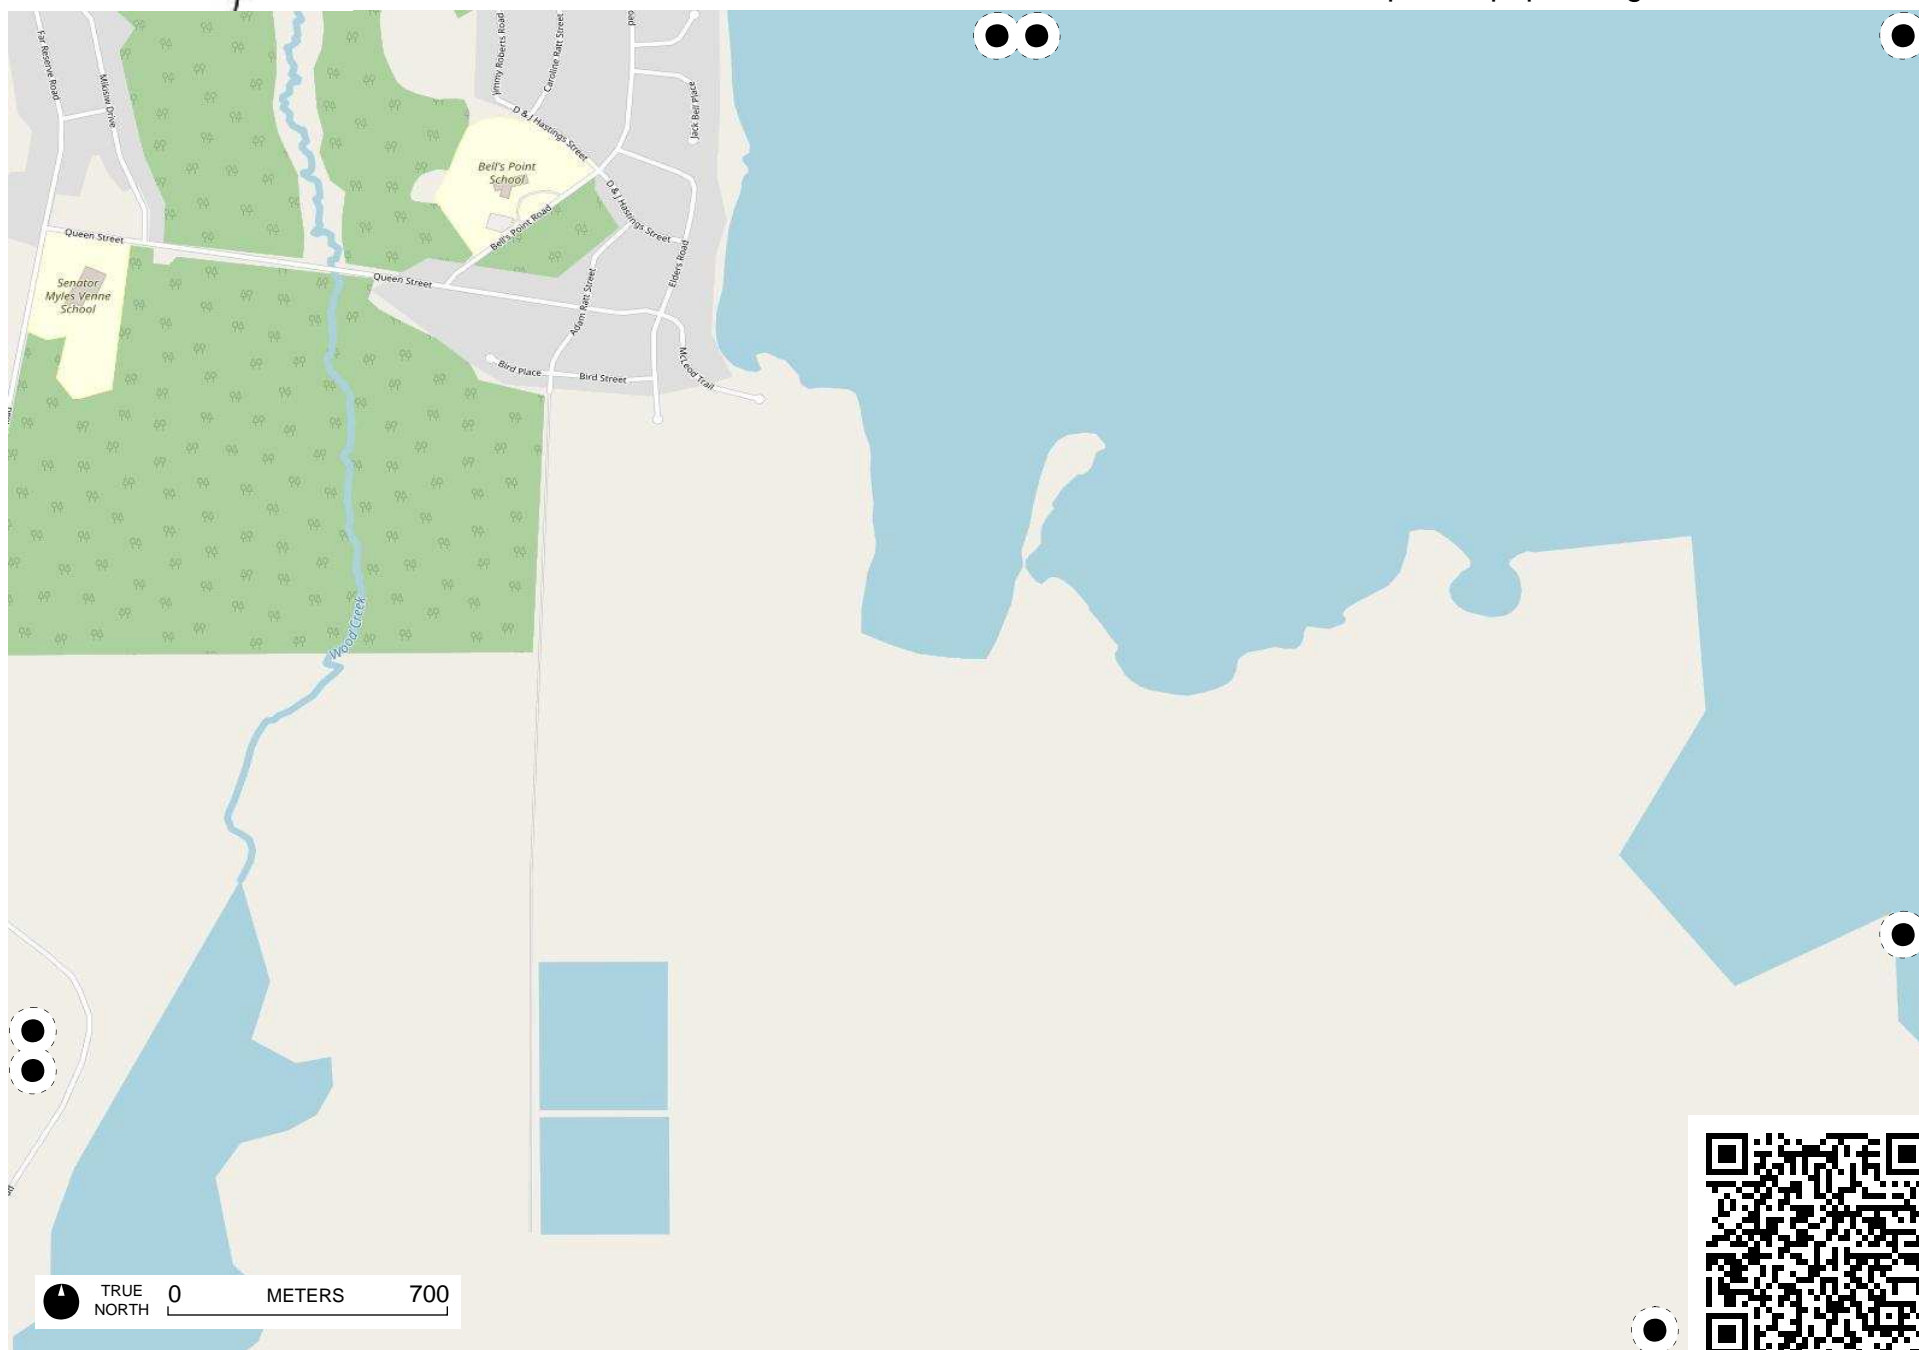 Far Reserve Road
Mikisiw Drive
Jimmy Roberts Road
Caroline Ratt Street
Jack Bell Place
D & J Hastings Street
Bell's Point
School
D & J Hastings Street
Bell's Point Road
Queen Street
Elders Road
Queen Street
Senator
Myles Venne
School
Adam Ratt Street
McLeod Trail
Bird Place
Bird Street
Wood Creek
TRUE
NORTH
0 METERS 700